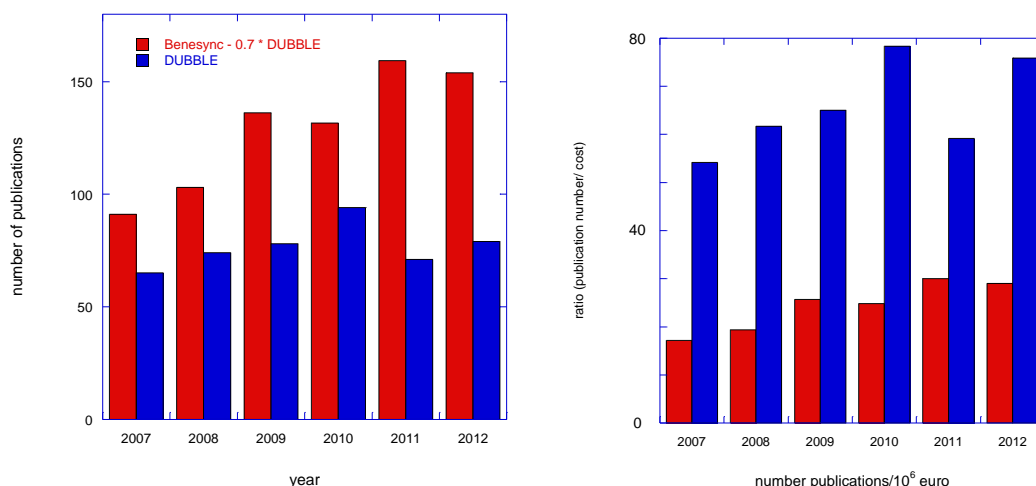 Benesync - 0.7 * DUBBLE
DUBBLE
number of publications
150
100
50
0
2007 2008 2009 2010 2011 2012
year
ratio (publication number/ cost)
80
40
0
2007 2008 2009 2010 2011 2012
number publications/10⁶ euro